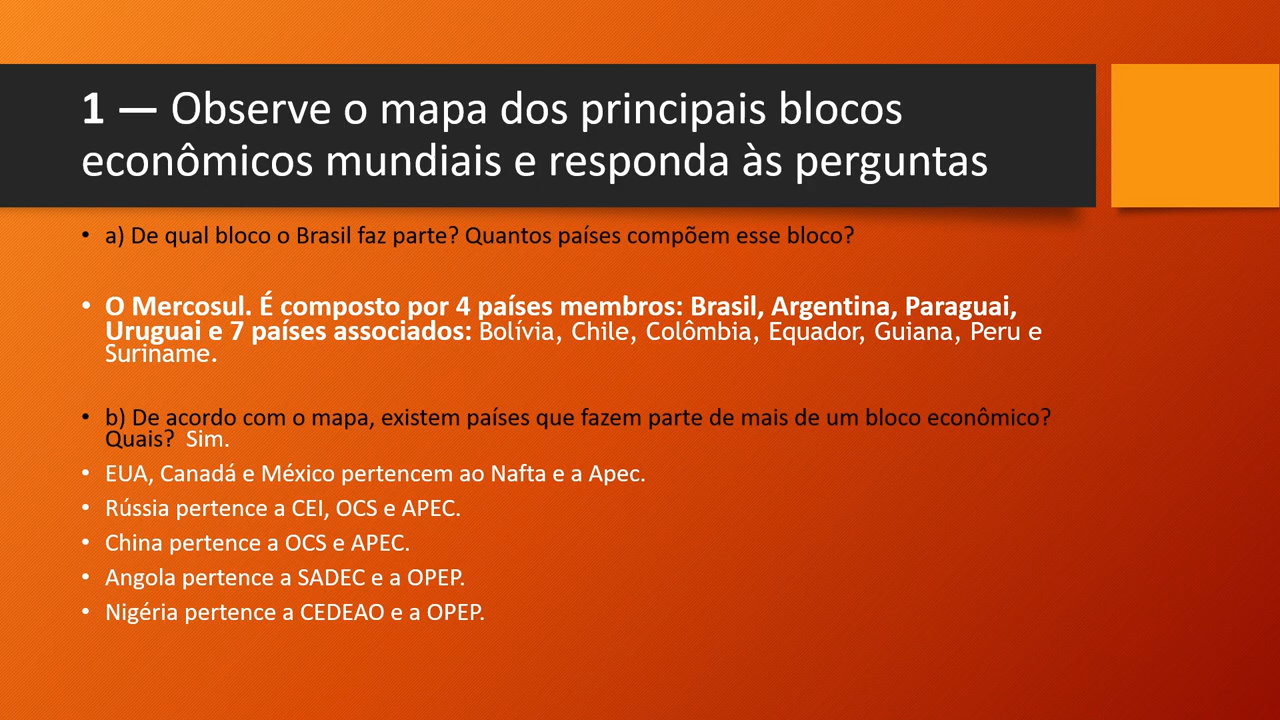 1 — Observe o mapa dos principais blocos
econômicos mundiais e responda às perguntas
• a) De qual bloco o Brasil faz parte? Quantos países compõem esse bloco?
• O Mercosul. É composto por 4 países membros: Brasil, Argentina, Paraguai,
Uruguai e 7 países associados: Bolívia, Chile, Colômbia, Equador, Guiana, Peru e
Suriname.
• b) De acordo com o mapa, existem países que fazem parte de mais de um bloco econômico?
Quais? Sim.
• EUA, Canadá e México pertencem ao Nafta e a Apec.
• Rússia pertence a CEI, OCS e APEC.
• China pertence a OCS e APEC.
• Angola pertence a SADEC e a OPEP.
• Nigéria pertence a CEDEAO e a OPEP.